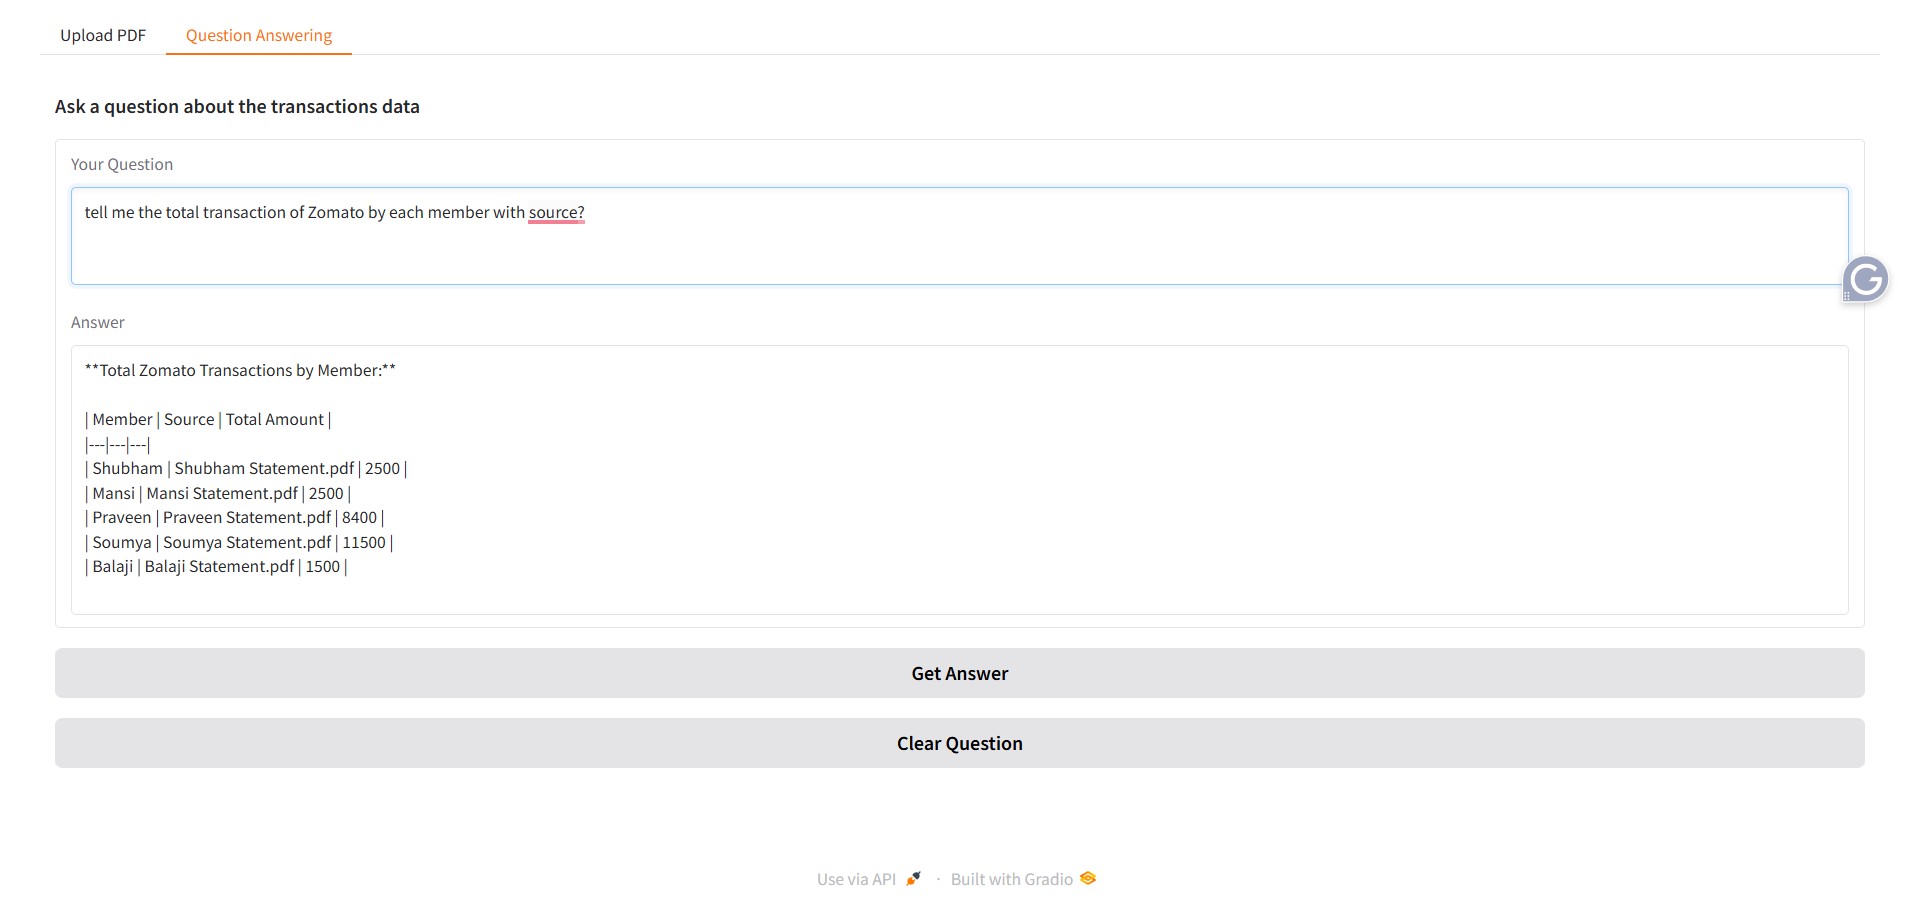 Upload PDF
Question Answering
Ask a question about the transactions data
Your Question
tell me the total transaction of Zomato by each member with source?
Answer
**Total Zomato Transactions by Member:**
| Member | Source | Total Amount |
|---|---|---|
| Shubham | Shubham Statement.pdf | 2500 |
| Mansi | Mansi Statement.pdf | 2500 |
| Praveen | Praveen Statement.pdf | 8400 |
| Soumya | Soumya Statement.pdf | 11500 |
| Balaji | Balaji Statement.pdf | 1500 |
Get Answer
Clear Question
Use via API · Built with Gradio